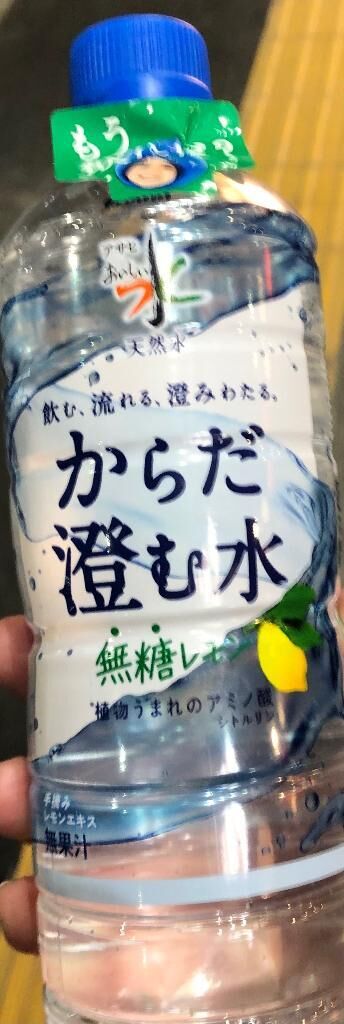 もう
アサヒ
おいしい
水
天然水
飲む、流れる、澄みわたる。
からだ
澄む水
無糖レモン
植物うまれのアミノ酸
シトルリン
手摘み
レモンエキス
無果汁